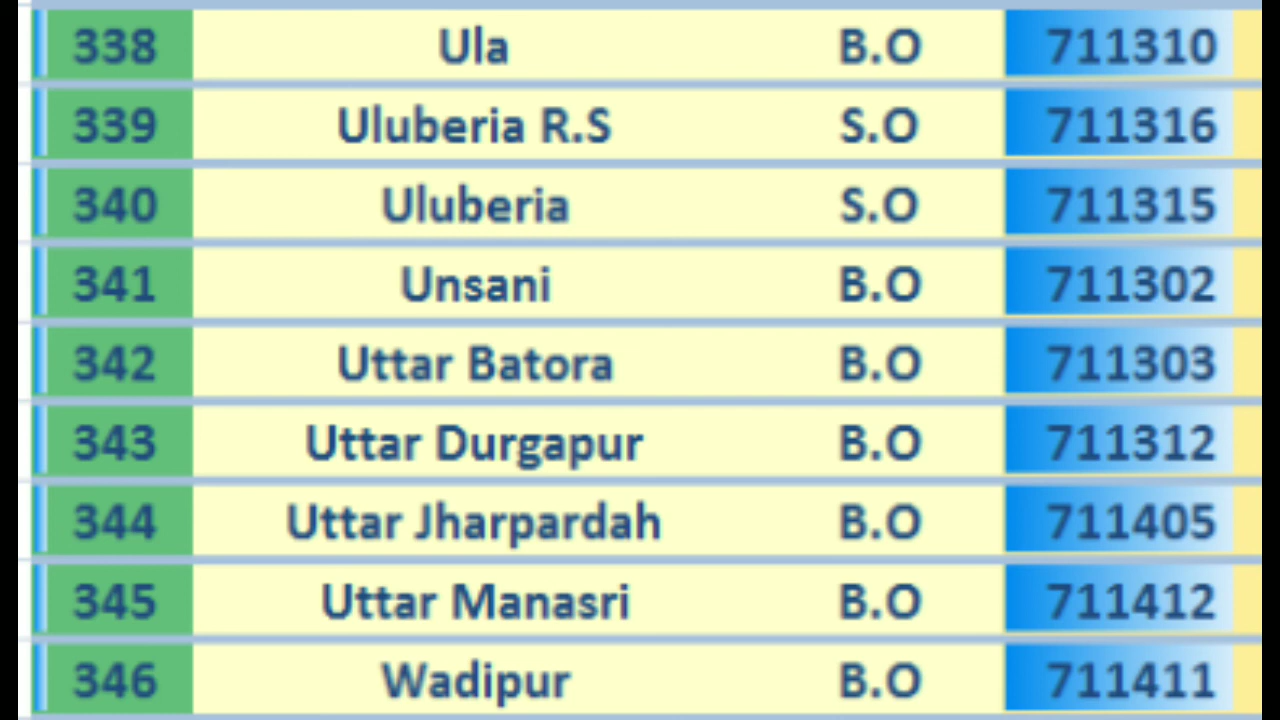 338 Ula B.O 711310
339 Uluberia R.S S.O 711316
340 Uluberia S.O 711315
341 Unsani B.O 711302
342 Uttar Batora B.O 711303
343 Uttar Durgapur B.O 711312
344 Uttar Jharpardah B.O 711405
345 Uttar Manasri B.O 711412
346 Wadipur B.O 711411